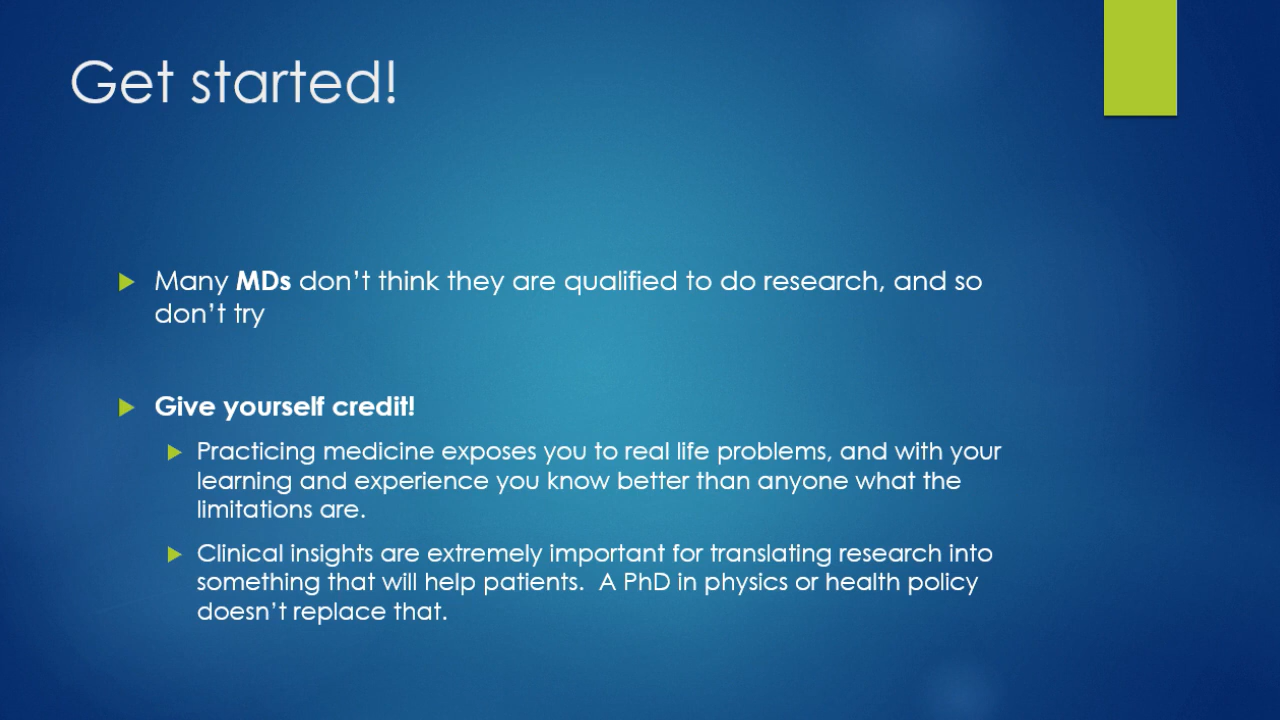 Get started!
Many MDs don’t think they are qualified to do research, and so
don’t try
Give yourself credit!
Practicing medicine exposes you to real life problems, and with your
learning and experience you know better than anyone what the
limitations are.
Clinical insights are extremely important for translating research into
something that will help patients.  A PhD in physics or health policy
doesn’t replace that.